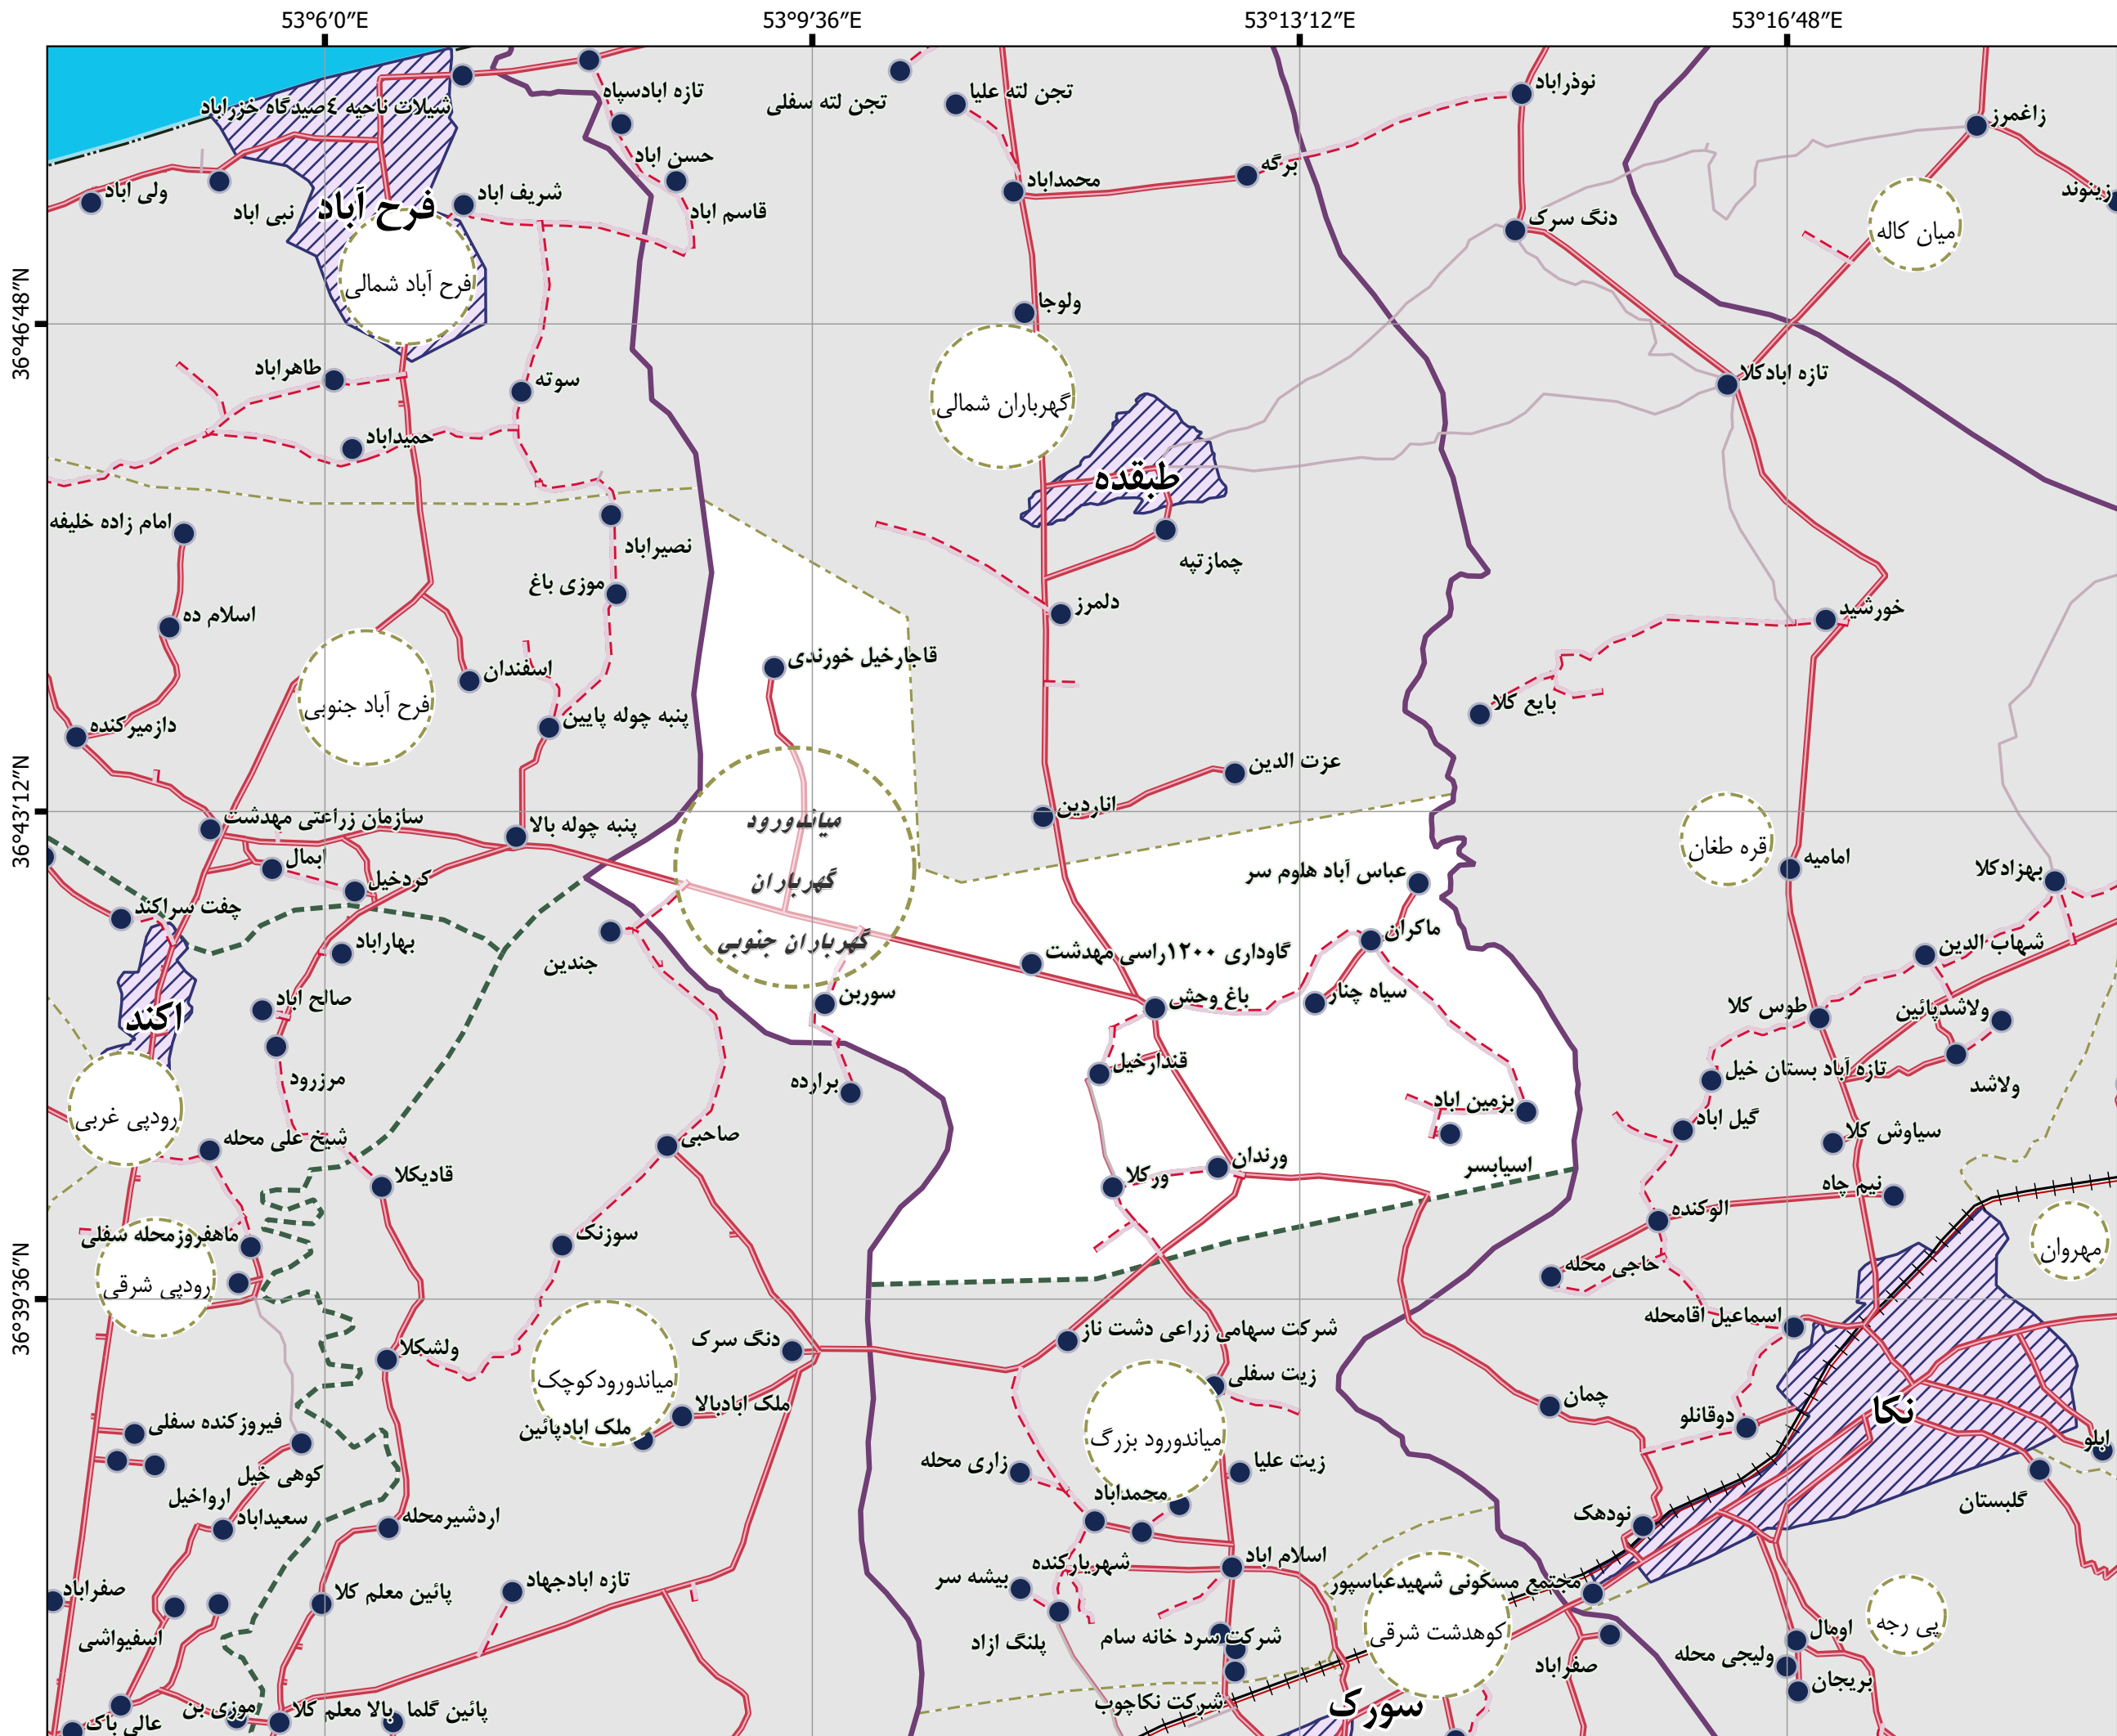 53°6′0″E
53°9′36″E
53°13′12″E
53°16′48″E
36°46′48″N
36°43′12″N
36°39′36″N
شیلات ناحیه ٤صیدگاه خزراباد
تازه ابادسپاه
تجن لته سفلی
تجن لته علیا
نوذراباد
زاغمرز
حسن اباد
برگه
ولی اباد
نبی اباد
فرح آباد
شریف اباد
قاسم اباد
محمداباد
دنگ سرک
زینوند
میان کاله
فرح آباد شمالی
ولوجا
طاهراباد
سوته
گهرباران شمالی
تازه ابادکلا
حمیداباد
طبقده
امام زاده خلیفه
نصیراباد
چمازتپه
موزی باغ
اسلام ده
دلمرز
خورشید
قاجارخیل خورندی
اسفندان
فرح آباد جنوبی
پنبه چوله پایین
بایع کلا
دازمیرکنده
عزت الدین
سازمان زراعتی مهدشت
پنبه چوله بالا
میاندورود
اناردین
قره طغان
امامیه
ایمال
کردخیل
گهرباران
عباس آباد هلوم سر
بهزادکلا
جفت سراکند
بهاراباد
گهرباران جنوبی
ماکران
شهاب الدین
جندین
گاوداری ۱۲۰۰راسی مهدشت
صالح اباد
سوربن
باغ وحش
سیاه چنار
طوس کلا
ولاشدپائین
اکند
مرزرود
برارده
قندارخیل
بزمین اباد
تازه آباد بستان خیل
ولاشد
رودپی غربی
گیل اباد
سیاوش کلا
شیخ علی محله
صاحبی
قادیکلا
ورکلا
ورندان
اسیابسر
نیم چاه
الوکنده
ماهفروزمحله سفلی
سوزنک
مهروان
رودپی شرقی
حاجی محله
اسماعیل اقامحله
ولشکلا
دنگ سرک
شرکت سهامی زراعی دشت ناز
میاندورودکوچک
زیت سفلی
چمان
نکا
ملک ابادبالا
ملک ابادپائین
دوقانلو
فیروزکنده سفلی
میاندورود بزرگ
ابلو
کوهی خیل
زاری محله
زیت علیا
ارواخیل
محمداباد
گلبستان
سعیداباد
اردشیرمحله
نودهک
شهریارکنده
اسلام اباد
صفراباد
پائین معلم کلا
تازه ابادجهاد
بیشه سر
مجتمع مسکونی شهیدعباسپور
کوهدشت شرقی
پی رجه
اسفیواشی
پلنگ ازاد
شرکت سرد خانه سام
اومال
ولیجی محله
صفراباد
بریجان
عالی باک
موزی بن
بالا معلم کلا
پائین گلما
شرکت نکاچوب
سورک